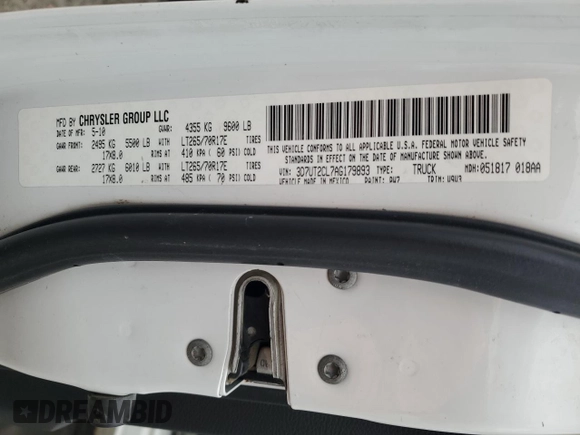 MFD BY CHRYSLER GROUP LLC
DATE OF MFR: 5-10 GVWR: 4355 KG 9600 LB
GAWR FRONT: 2495 KG 5500 LB LT265/70R17E TIRES
17X8.0 RIMS AT 410 KPA ( 60 PSI) COLD
GAWR REAR: 2727 KG 6010 LB LT265/70R17E TIRES
17X8.0 RIMS AT 485 KPA ( 70 PSI) COLD
THIS VEHICLE CONFORMS TO ALL APPLICABLE U.S.A. FEDERAL MOTOR VEHICLE SAFETY
STANDARDS IN EFFECT ON THE DATE OF MANUFACTURE SHOWN ABOVE
VIN: 3D7UT2CL7AG179893 TYPE: TRUCK MDH: 051817 018AA
VEHICLE MADE IN MEXICO PAINT: PW7 TRIM: V9V3
DREAMBID